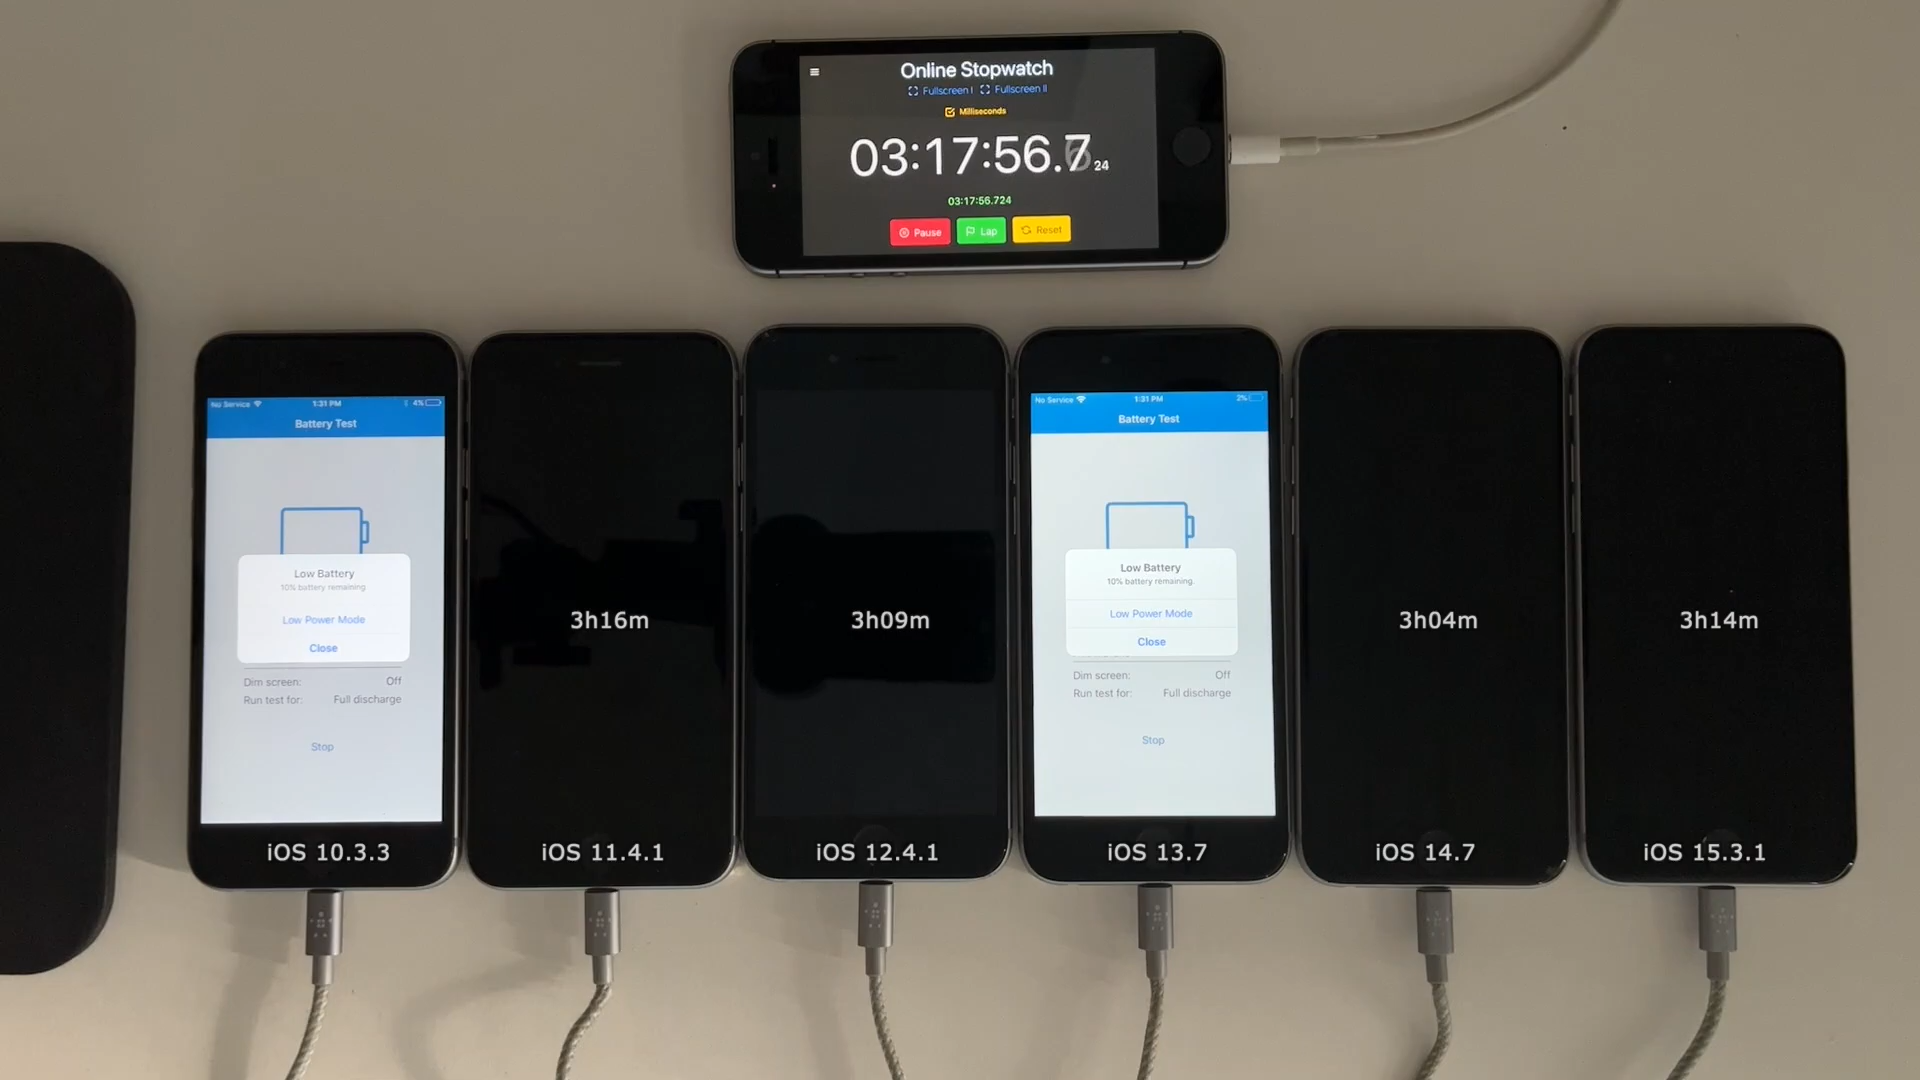 Online Stopwatch
Fullscreen I Fullscreen II
Milliseconds
03:17:56.7 24
03:17:56.724
Pause Lap Reset
No Service 1:31 PM 4%
Battery Test
Low Battery
10% battery remaining
Low Power Mode
Close
Dim screen: Off
Run test for: Full discharge
Stop
iOS 10.3.3
3h16m
iOS 11.4.1
3h09m
iOS 12.4.1
No Service 1:31 PM 2%
Battery Test
Low Battery
10% battery remaining.
Low Power Mode
Close
Dim screen: Off
Run test for: Full discharge
Stop
iOS 13.7
3h04m
iOS 14.7
3h14m
iOS 15.3.1